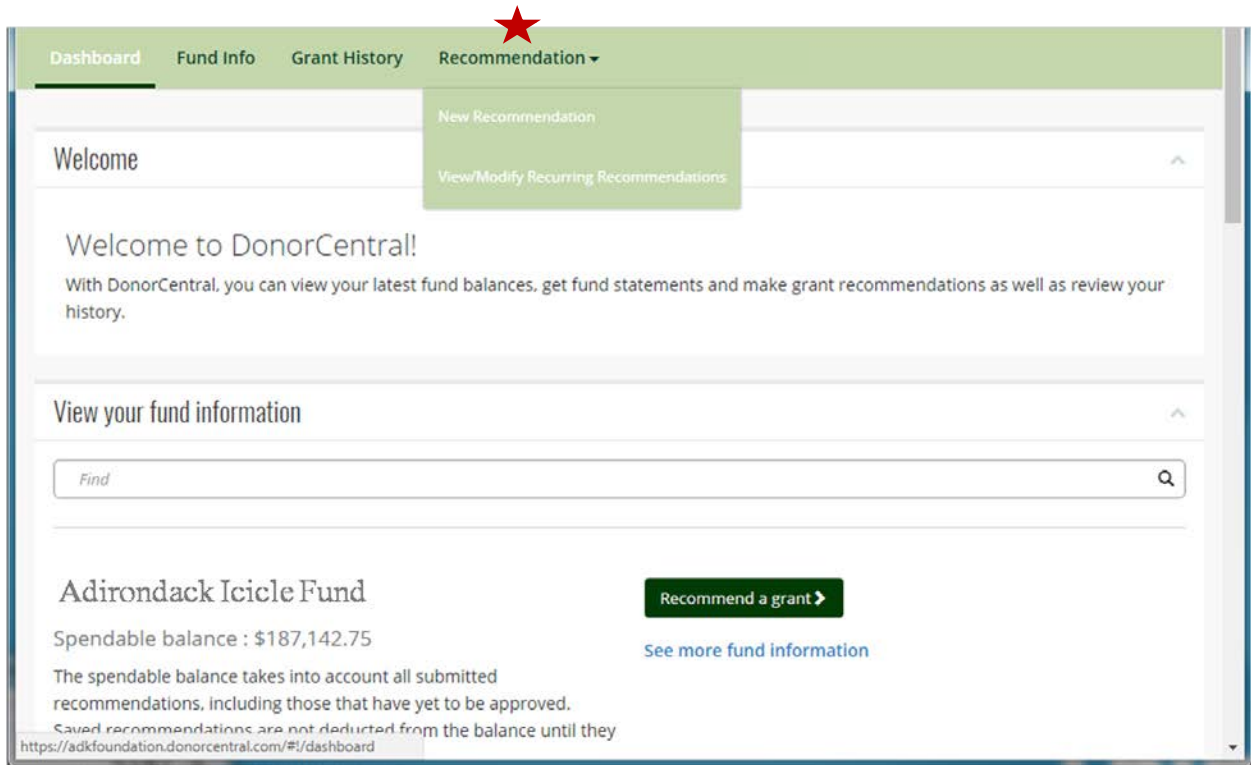 Dashboard Fund Info Grant History Recommendation
New Recommendation
View/Modify Recurring Recommendations
Welcome
Welcome to DonorCentral!
With DonorCentral, you can view your latest fund balances, get fund statements and make grant recommendations as well as review your
history.
View your fund information
Find
Adirondack Icicle Fund
Recommend a grant
Spendable balance : $187,142.75
See more fund information
The spendable balance takes into account all submitted
recommendations, including those that have yet to be approved.
Saved recommendations are not deducted from the balance until they
https://adkfoundation.donorcentral.com/#!/dashboard